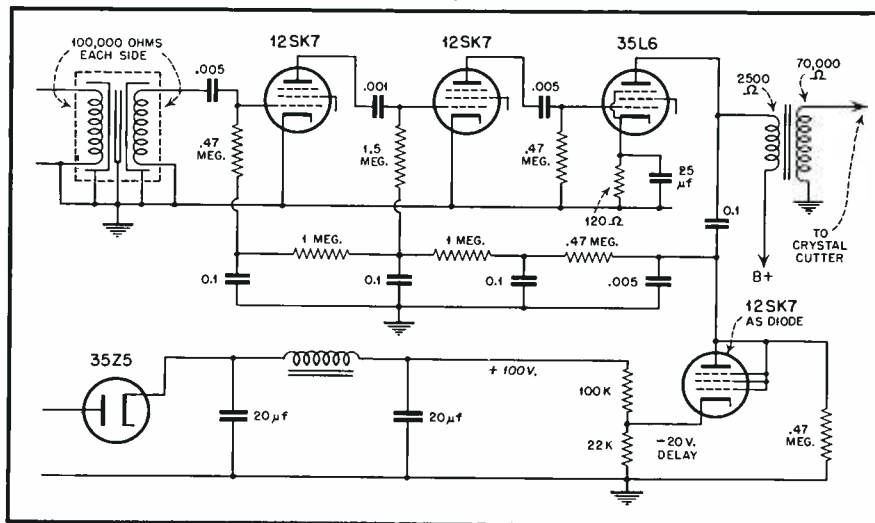 100,000 OHMS
EACH SIDE
.005
12SK7
.001
12SK7
.005
35L6
2500
Ω
70,000
Ω
.47
MEG.
1.5
MEG.
.47
MEG.
25
μf
120Ω
0.1
TO
CRYSTAL
CUTTER
B+
1 MEG.
1 MEG.
.47 MEG.
0.1
0.1
0.1
.005
12SK7
AS DIODE
35Z5
+ 100V.
20μf
20μf
100K
22K
-20V.
DELAY
.47
MEG.